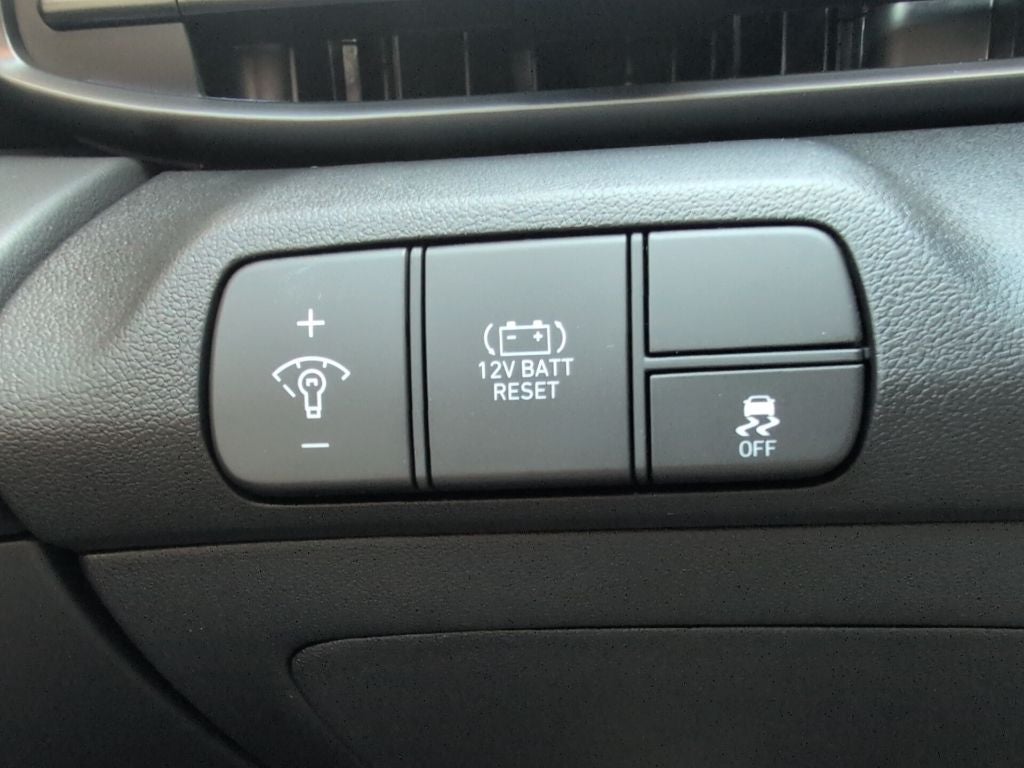 +
12V BATT
RESET
OFF
-